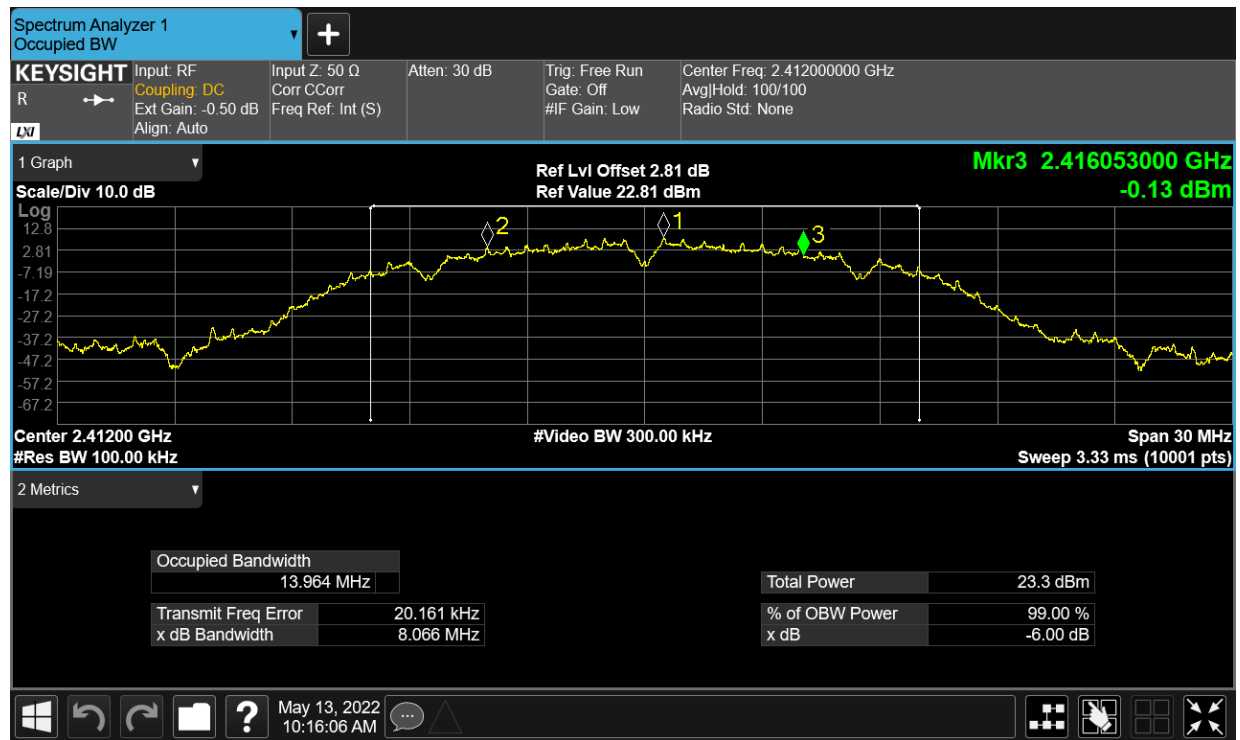 Spectrum Analyzer 1
Occupied BW
KEYSIGHT
R
LXI
Input: RF
Coupling: DC
Ext Gain: -0.50 dB
Align: Auto
Input Z: 50 Ω
Corr CCorr
Freq Ref: Int (S)
Atten: 30 dB
Trig: Free Run
Gate: Off
#IF Gain: Low
Center Freq: 2.412000000 GHz
Avg|Hold: 100/100
Radio Std: None
1 Graph
Scale/Div 10.0 dB
Ref Lvl Offset 2.81 dB
Ref Value 22.81 dBm
Mkr3 2.416053000 GHz
-0.13 dBm
Log
12.8
2.81
-7.19
-17.2
-27.2
-37.2
-47.2
-57.2
-67.2
2
1
3
Center 2.41200 GHz
#Res BW 100.00 kHz
#Video BW 300.00 kHz
Span 30 MHz
Sweep 3.33 ms (10001 pts)
2 Metrics
Occupied Bandwidth
13.964 MHz
Transmit Freq Error 20.161 kHz
x dB Bandwidth 8.066 MHz
Total Power 23.3 dBm
% of OBW Power 99.00 %
x dB -6.00 dB
?
May 13, 2022
10:16:06 AM